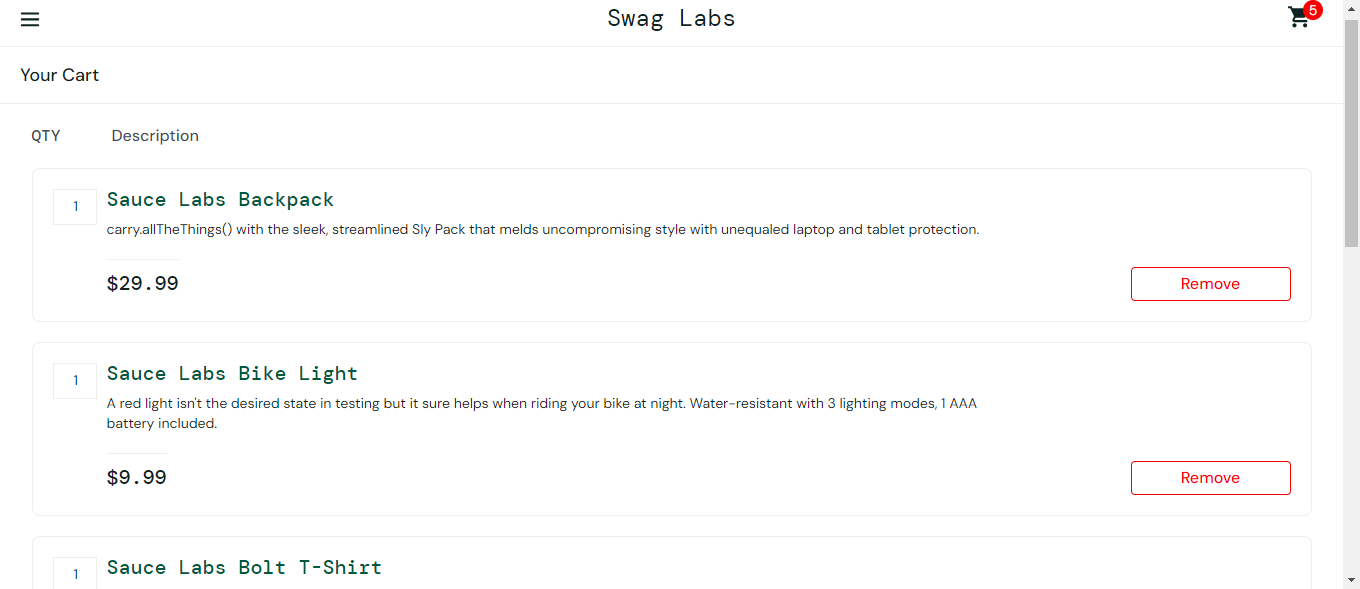 Swag Labs
5
Your Cart
QTY Description
1 Sauce Labs Backpack
carry.allTheThings() with the sleek, streamlined Sly Pack that melds uncompromising style with unequaled laptop and tablet protection.
$29.99 Remove
1 Sauce Labs Bike Light
A red light isn't the desired state in testing but it sure helps when riding your bike at night. Water-resistant with 3 lighting modes, 1 AAA
battery included.
$9.99 Remove
1 Sauce Labs Bolt T-Shirt